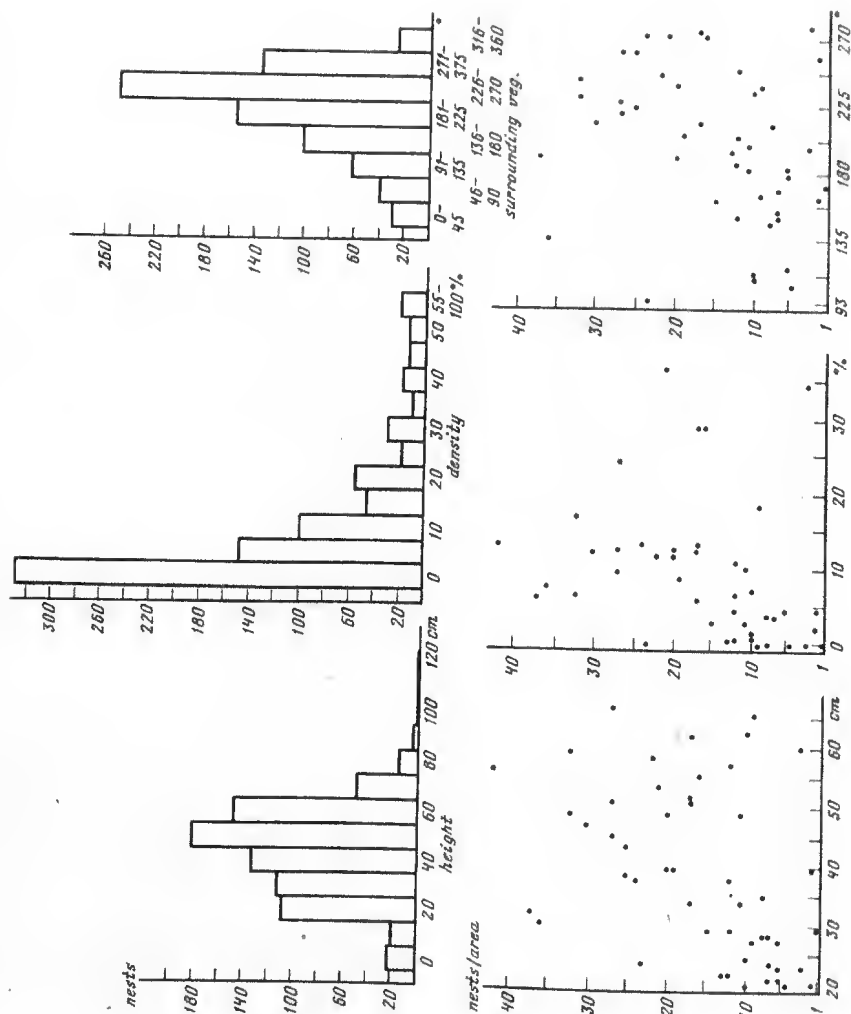 nests
180
140
100
60
20
0 20 40 60 80 100 120 cm
height
300
260
220
180
140
100
60
20
0 10 20 30 40 50 55-
100%
density
260
180
140
100
60
20
0- 91- 181- 271- °
45 135 225 375
46- 136- 226- 316-
90 180 270 360
surrounding veg.
nests/area
40
30
20
10
1
20 30 40 50 60 cm
40
30
20
10
1
0 10 20 30 %
40
30
20
10
1
93 135 180 225 270 °